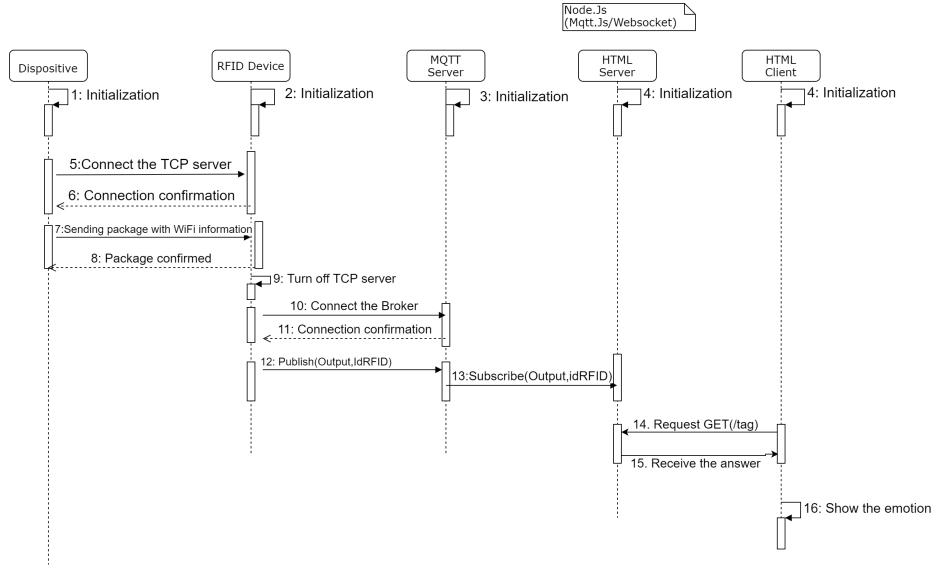 Node.Js
(Mqtt.Js/Websocket)
Dispositive
RFID Device
MQTT
Server
HTML
Server
HTML
Client
1: Initialization
2: Initialization
3: Initialization
4: Initialization
4: Initialization
5:Connect the TCP server
6: Connection confirmation
7:Sending package with WiFi information
8: Package confirmed
9: Turn off TCP server
10: Connect the Broker
11: Connection confirmation
12: Publish(Output,IdRFID)
13:Subscribe(Output,idRFID)
14. Request GET(/tag)
15. Receive the answer
16: Show the emotion